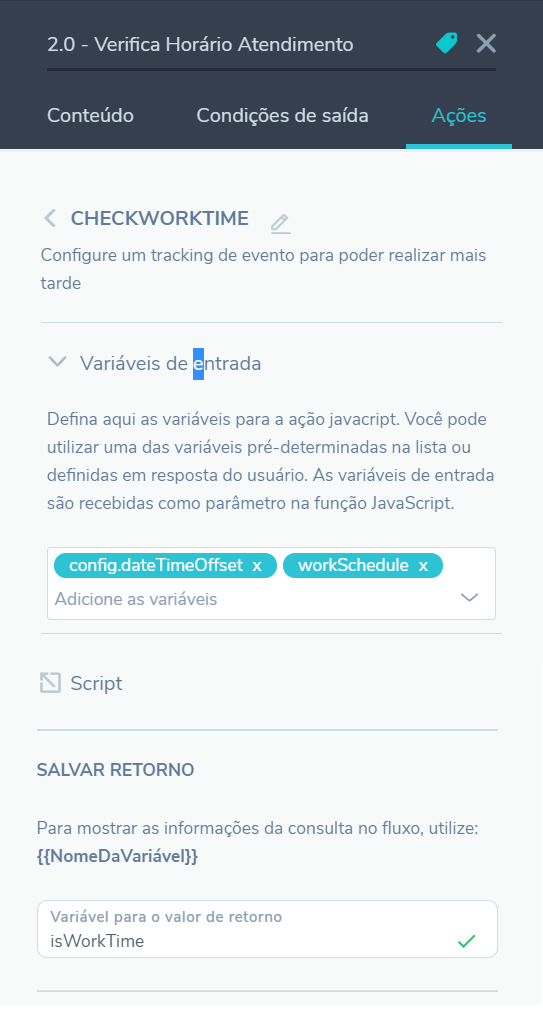 2.0 - Verifica Horário Atendimento
Conteúdo Condições de saída Ações
CHECKWORKTIME
Configure um tracking de evento para poder realizar mais
tarde
Variáveis de entrada
Defina aqui as variáveis para a ação javacript. Você pode
utilizar uma das variáveis pré-determinadas na lista ou
definidas em resposta do usuário. As variáveis de entrada
são recebidas como parâmetro na função JavaScript.
config.dateTimeOffset x workSchedule x
Adicione as variáveis
Script
SALVAR RETORNO
Para mostrar as informações da consulta no fluxo, utilize:
{{NomeDaVariável}}
Variável para o valor de retorno
isWorkTime